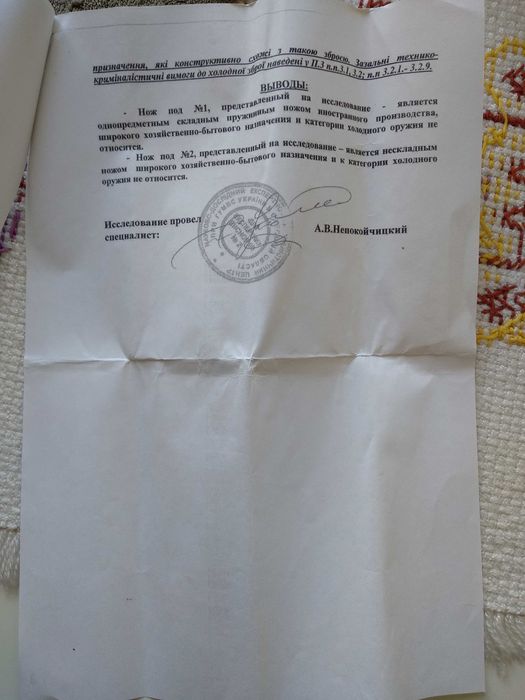 призначення, які конструктивно схожі з такою зброєю. Загальні технико-
криміналістичні вимоги до холодної зброї наведені у П.3 п.п3.1,3.2; п.п 3.2.1.- 3.2.9.
ВЫВОДЫ:
- Нож под №1, представленный на исследование - является
однопредметным складным пружинным ножом иностранного производства,
широкого хозяйственно-бытового назначения и категории холодного оружия не
относится.
- Нож под №2, представленный на исследование – является нескладным
ножом широкого хозяйственно-бытового назначения и к категории холодного
оружия не относится.
Исследование провел
специалист:
А.В.Непокойчицкий